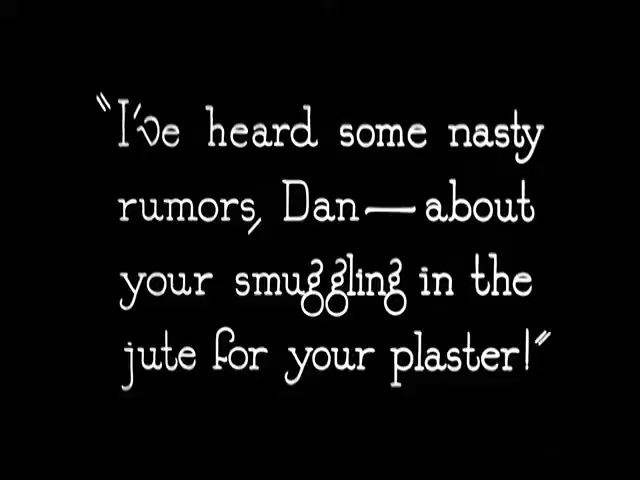 "I've heard some nasty
rumors, Dan — about
your smuggling in the
jute for your plaster!"